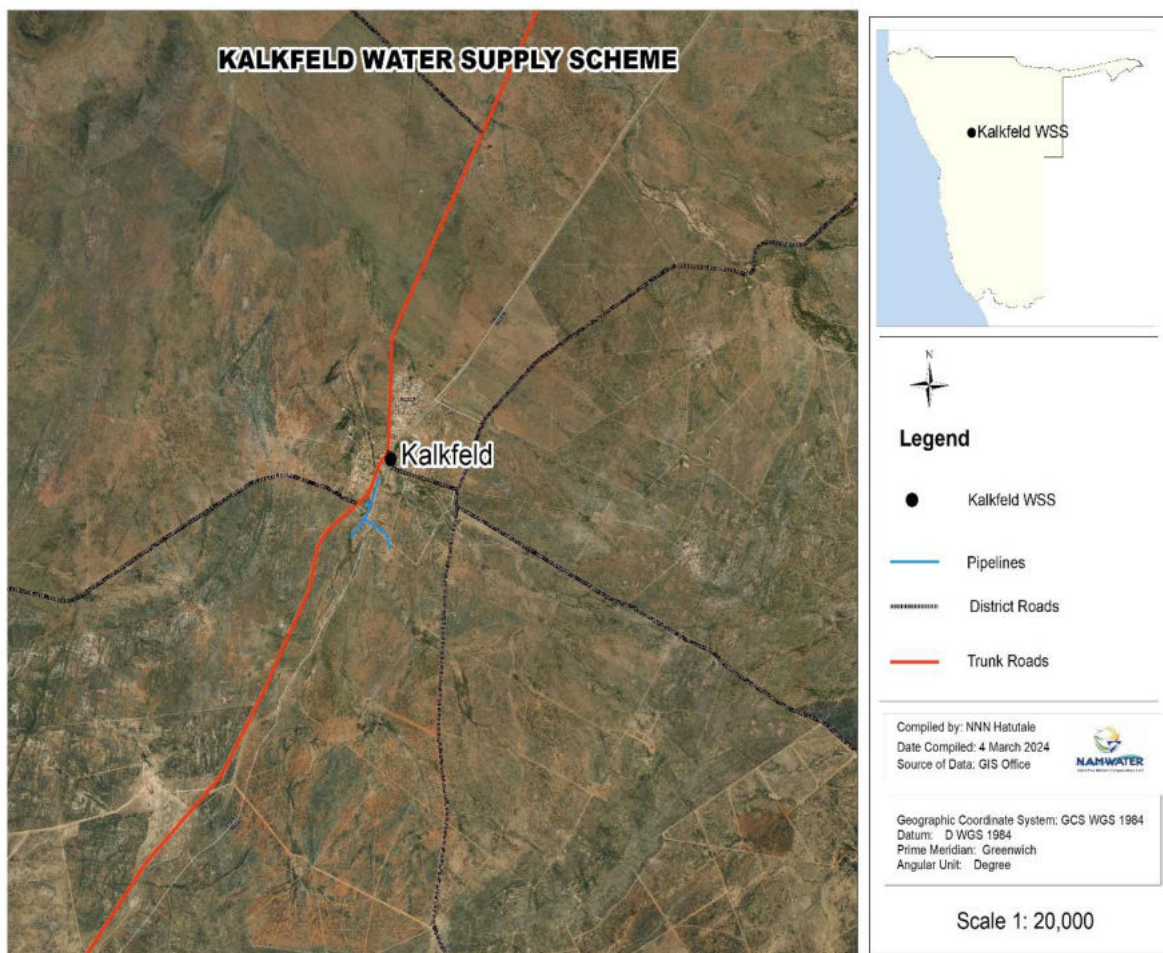 KALKFELD WATER SUPPLY SCHEME
Kalkfeld
Kalkfeld WSS
N
Legend
Kalkfeld WSS
Pipelines
District Roads
Trunk Roads
Compiled by: NNN Hatutale
Date Compiled: 4 March 2024
Source of Data: GIS Office
NAMWATER
Geographic Coordinate System: GCS WGS 1984
Datum: D WGS 1984
Prime Meridian: Greenwich
Angular Unit: Degree
Scale 1: 20,000